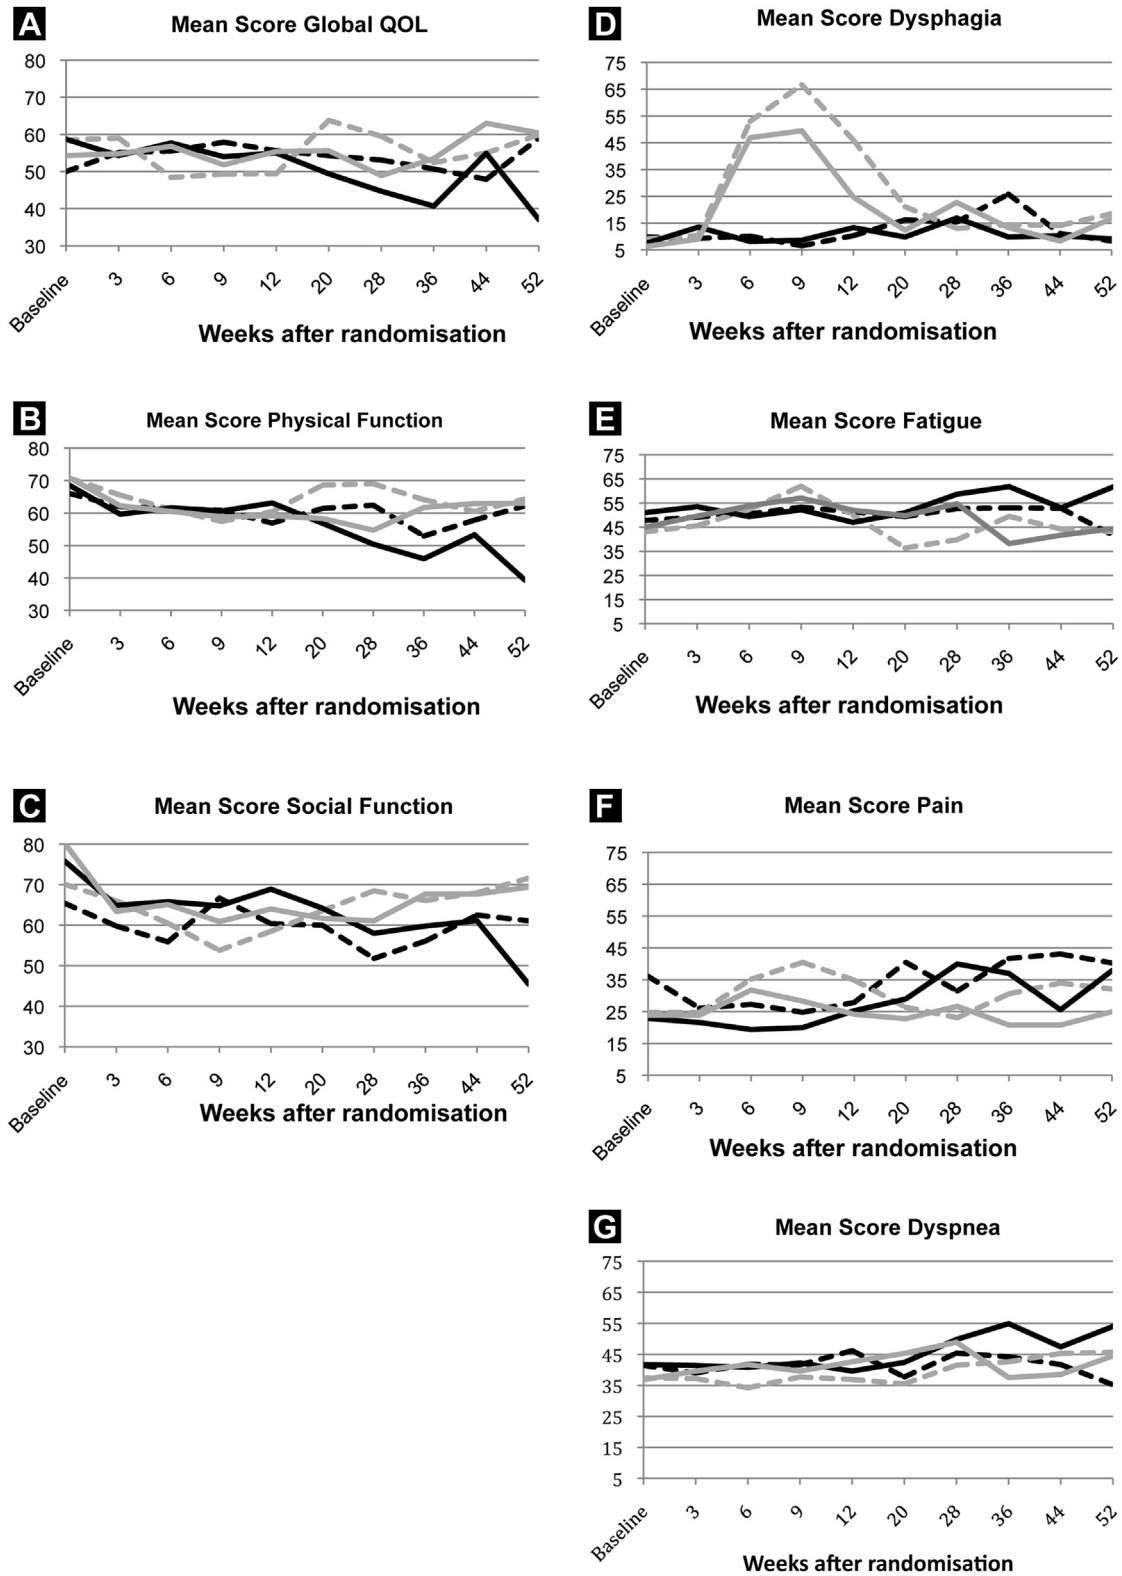 A
Mean Score Global QOL
80
70
60
50
40
30
Baseline 3 6 9 12 20 28 36 44 52
Weeks after randomisation
B
Mean Score Physical Function
80
70
60
50
40
30
Baseline 3 6 9 12 20 28 36 44 52
Weeks after randomisation
C
Mean Score Social Function
80
70
60
50
40
30
Baseline 3 6 9 12 20 28 36 44 52
Weeks after randomisation
D
Mean Score Dysphagia
75
65
55
45
35
25
15
5
Baseline 3 6 9 12 20 28 36 44 52
Weeks after randomisation
E
Mean Score Fatigue
75
65
55
45
35
25
15
5
Baseline 3 6 9 12 20 28 36 44 52
Weeks after randomisation
F
Mean Score Pain
75
65
55
45
35
25
15
5
Baseline 3 6 9 12 20 28 36 44 52
Weeks after randomisation
G
Mean Score Dyspnea
75
65
55
45
35
25
15
5
Baseline 3 6 9 12 20 28 36 44 52
Weeks after randomisation